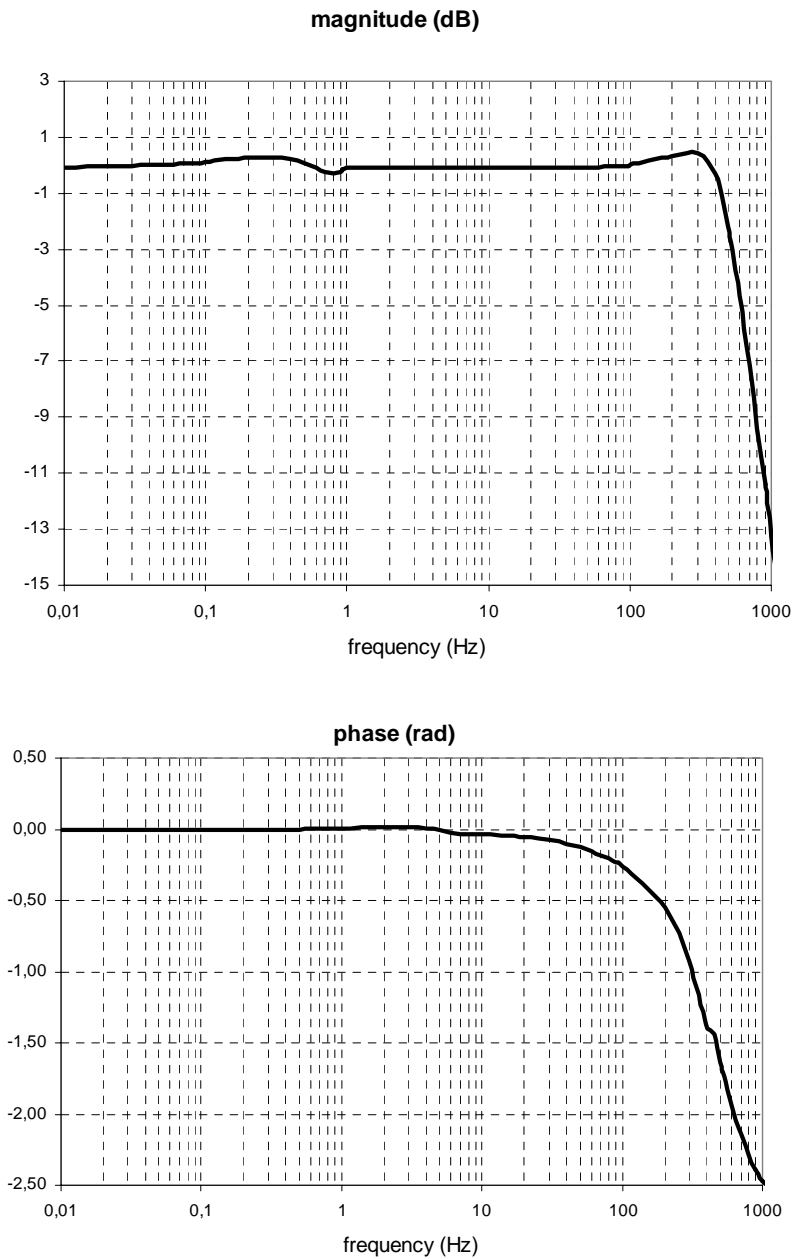 magnitude (dB)
3
1
-1
-3
-5
-7
-9
-11
-13
-15
0,01 0,1 1 10 100 1000
frequency (Hz)
phase (rad)
0,50
0,00
-0,50
-1,00
-1,50
-2,00
-2,50
0,01 0,1 1 10 100 1000
frequency (Hz)